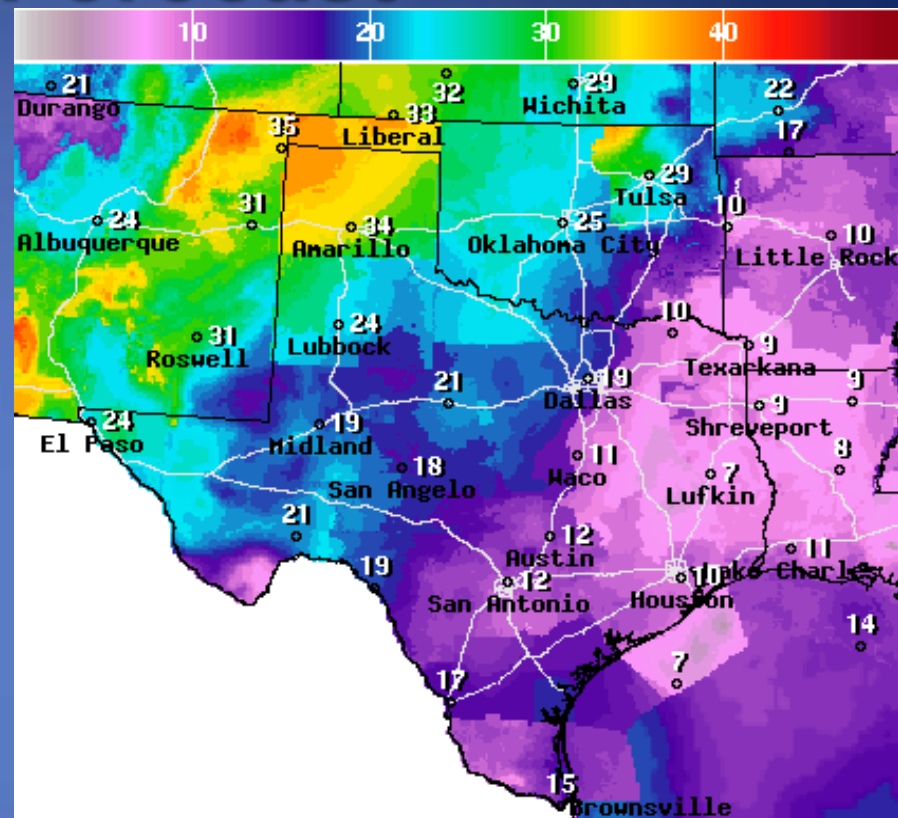 10 20 30 40
21
Durango
32
33
Liberal
29
Wichita
22
17
35
29
Tulsa
24
Albuquerque
31
34
Amarillo
25
Oklahoma City
10
10
Little Rock
31
Roswell
24
Lubbock
10
9
Texarkana
21
19
Dallas
9
Shreveport
9
24
El Paso
19
Midland
18
San Angelo
11
Waco
7
Lufkin
8
21
12
Austin
11
Lake Charles
19
12
San Antonio
10
Houston
14
7
17
15
Brownsville